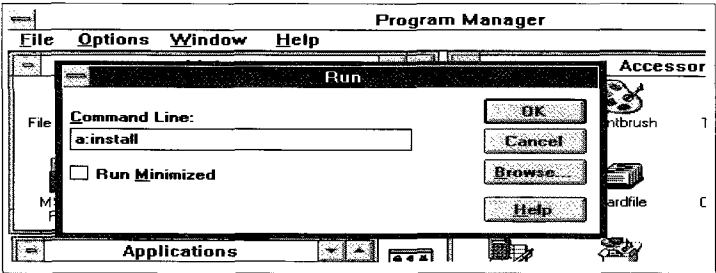 Program Manager
File Options Window Help
Run
Accessor
Command Line:
a:install
Run Minimized
OK
Cancel
Browse...
Help
File
ntbrush
T
M
F
ardfile
C
Applications